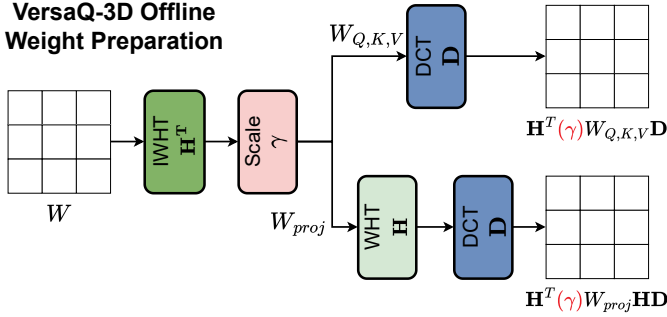 VersaQ-3D Offline
Weight Preparation
W
IWHT
H^T
Scale
γ
W_{Q,K,V}
DCT
D
H^T(γ)W_{Q,K,V}D
W_{proj}
WHT
H
DCT
D
H^T(γ)W_{proj}HD